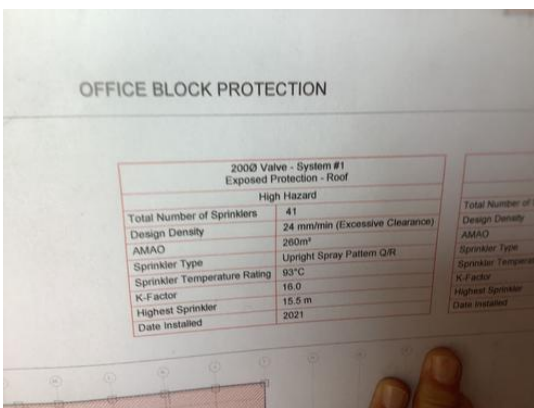 OFFICE BLOCK PROTECTION
200Ø Valve - System #1
Exposed Protection - Roof
High Hazard
Total Number of Sprinklers 41
Design Density 24 mm/min (Excessive Clearance)
AMAO 260m²
Sprinkler Type Upright Spray Pattern Q/R
Sprinkler Temperature Rating 93°C
K-Factor 16.0
Highest Sprinkler 15.5 m
Date Installed 2021
Total Number of
Design Density
AMAO
Sprinkler Type
Sprinkler Tempera
K-Factor
Highest Sprinkler
Date Installed